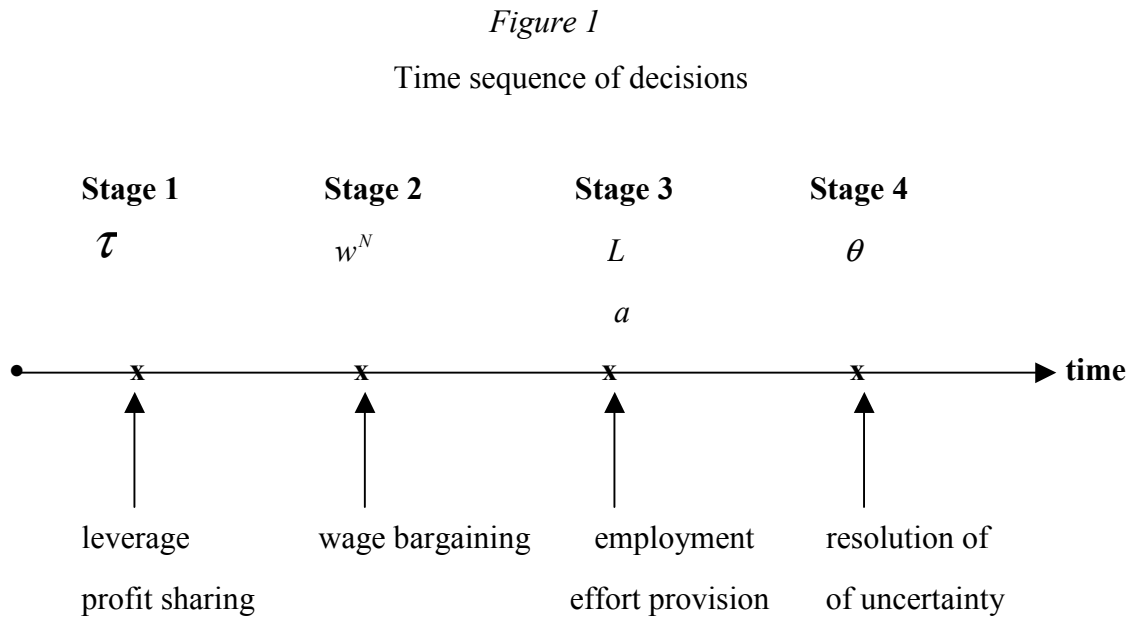 Figure 1
Time sequence of decisions
Stage 1 Stage 2 Stage 3 Stage 4
τ w^N L θ
a
x x x x time
leverage wage bargaining employment resolution of
profit sharing effort provision of uncertainty